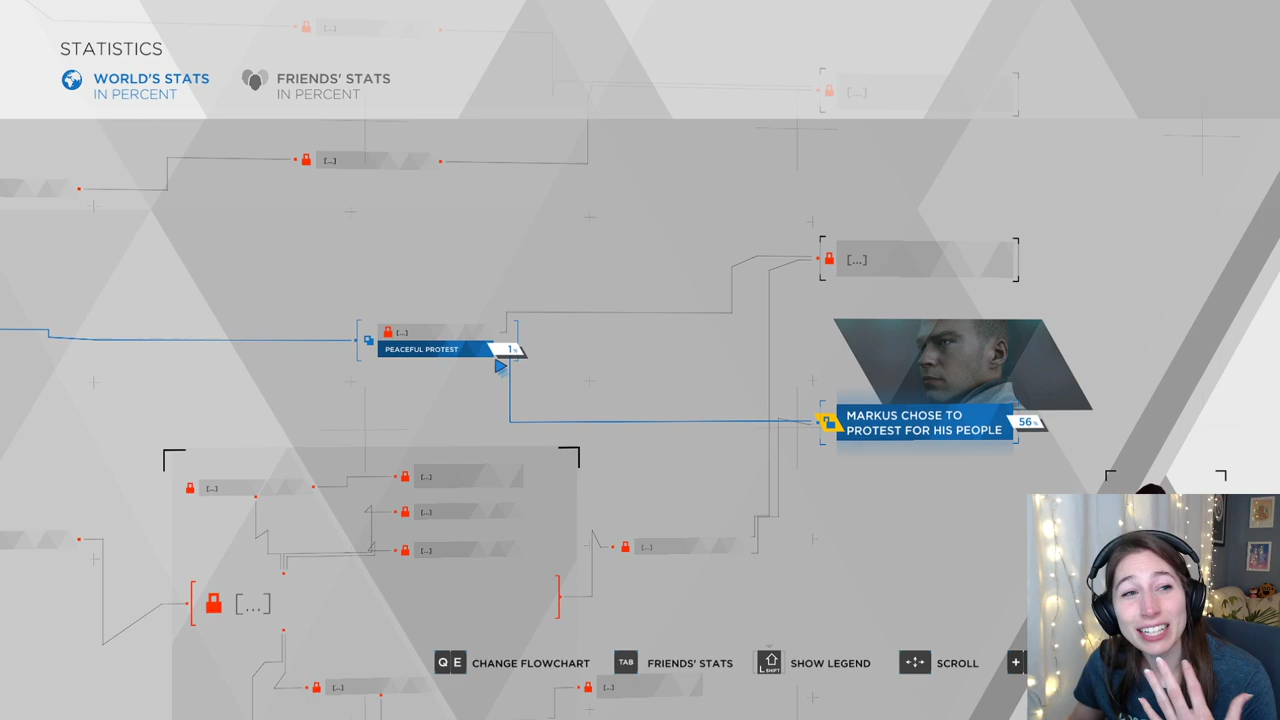 STATISTICS
WORLD'S STATS
IN PERCENT
FRIENDS' STATS
IN PERCENT
[...]
[...]
[...]
[...]
[...]
PEACEFUL PROTEST 1%
MARKUS CHOSE TO
PROTEST FOR HIS PEOPLE 56%
[...]
[...]
[...]
[...]
[...]
[...]
[...]
[...]
Q E CHANGE FLOWCHART TAB FRIENDS' STATS L SHIFT SHOW LEGEND SCROLL +